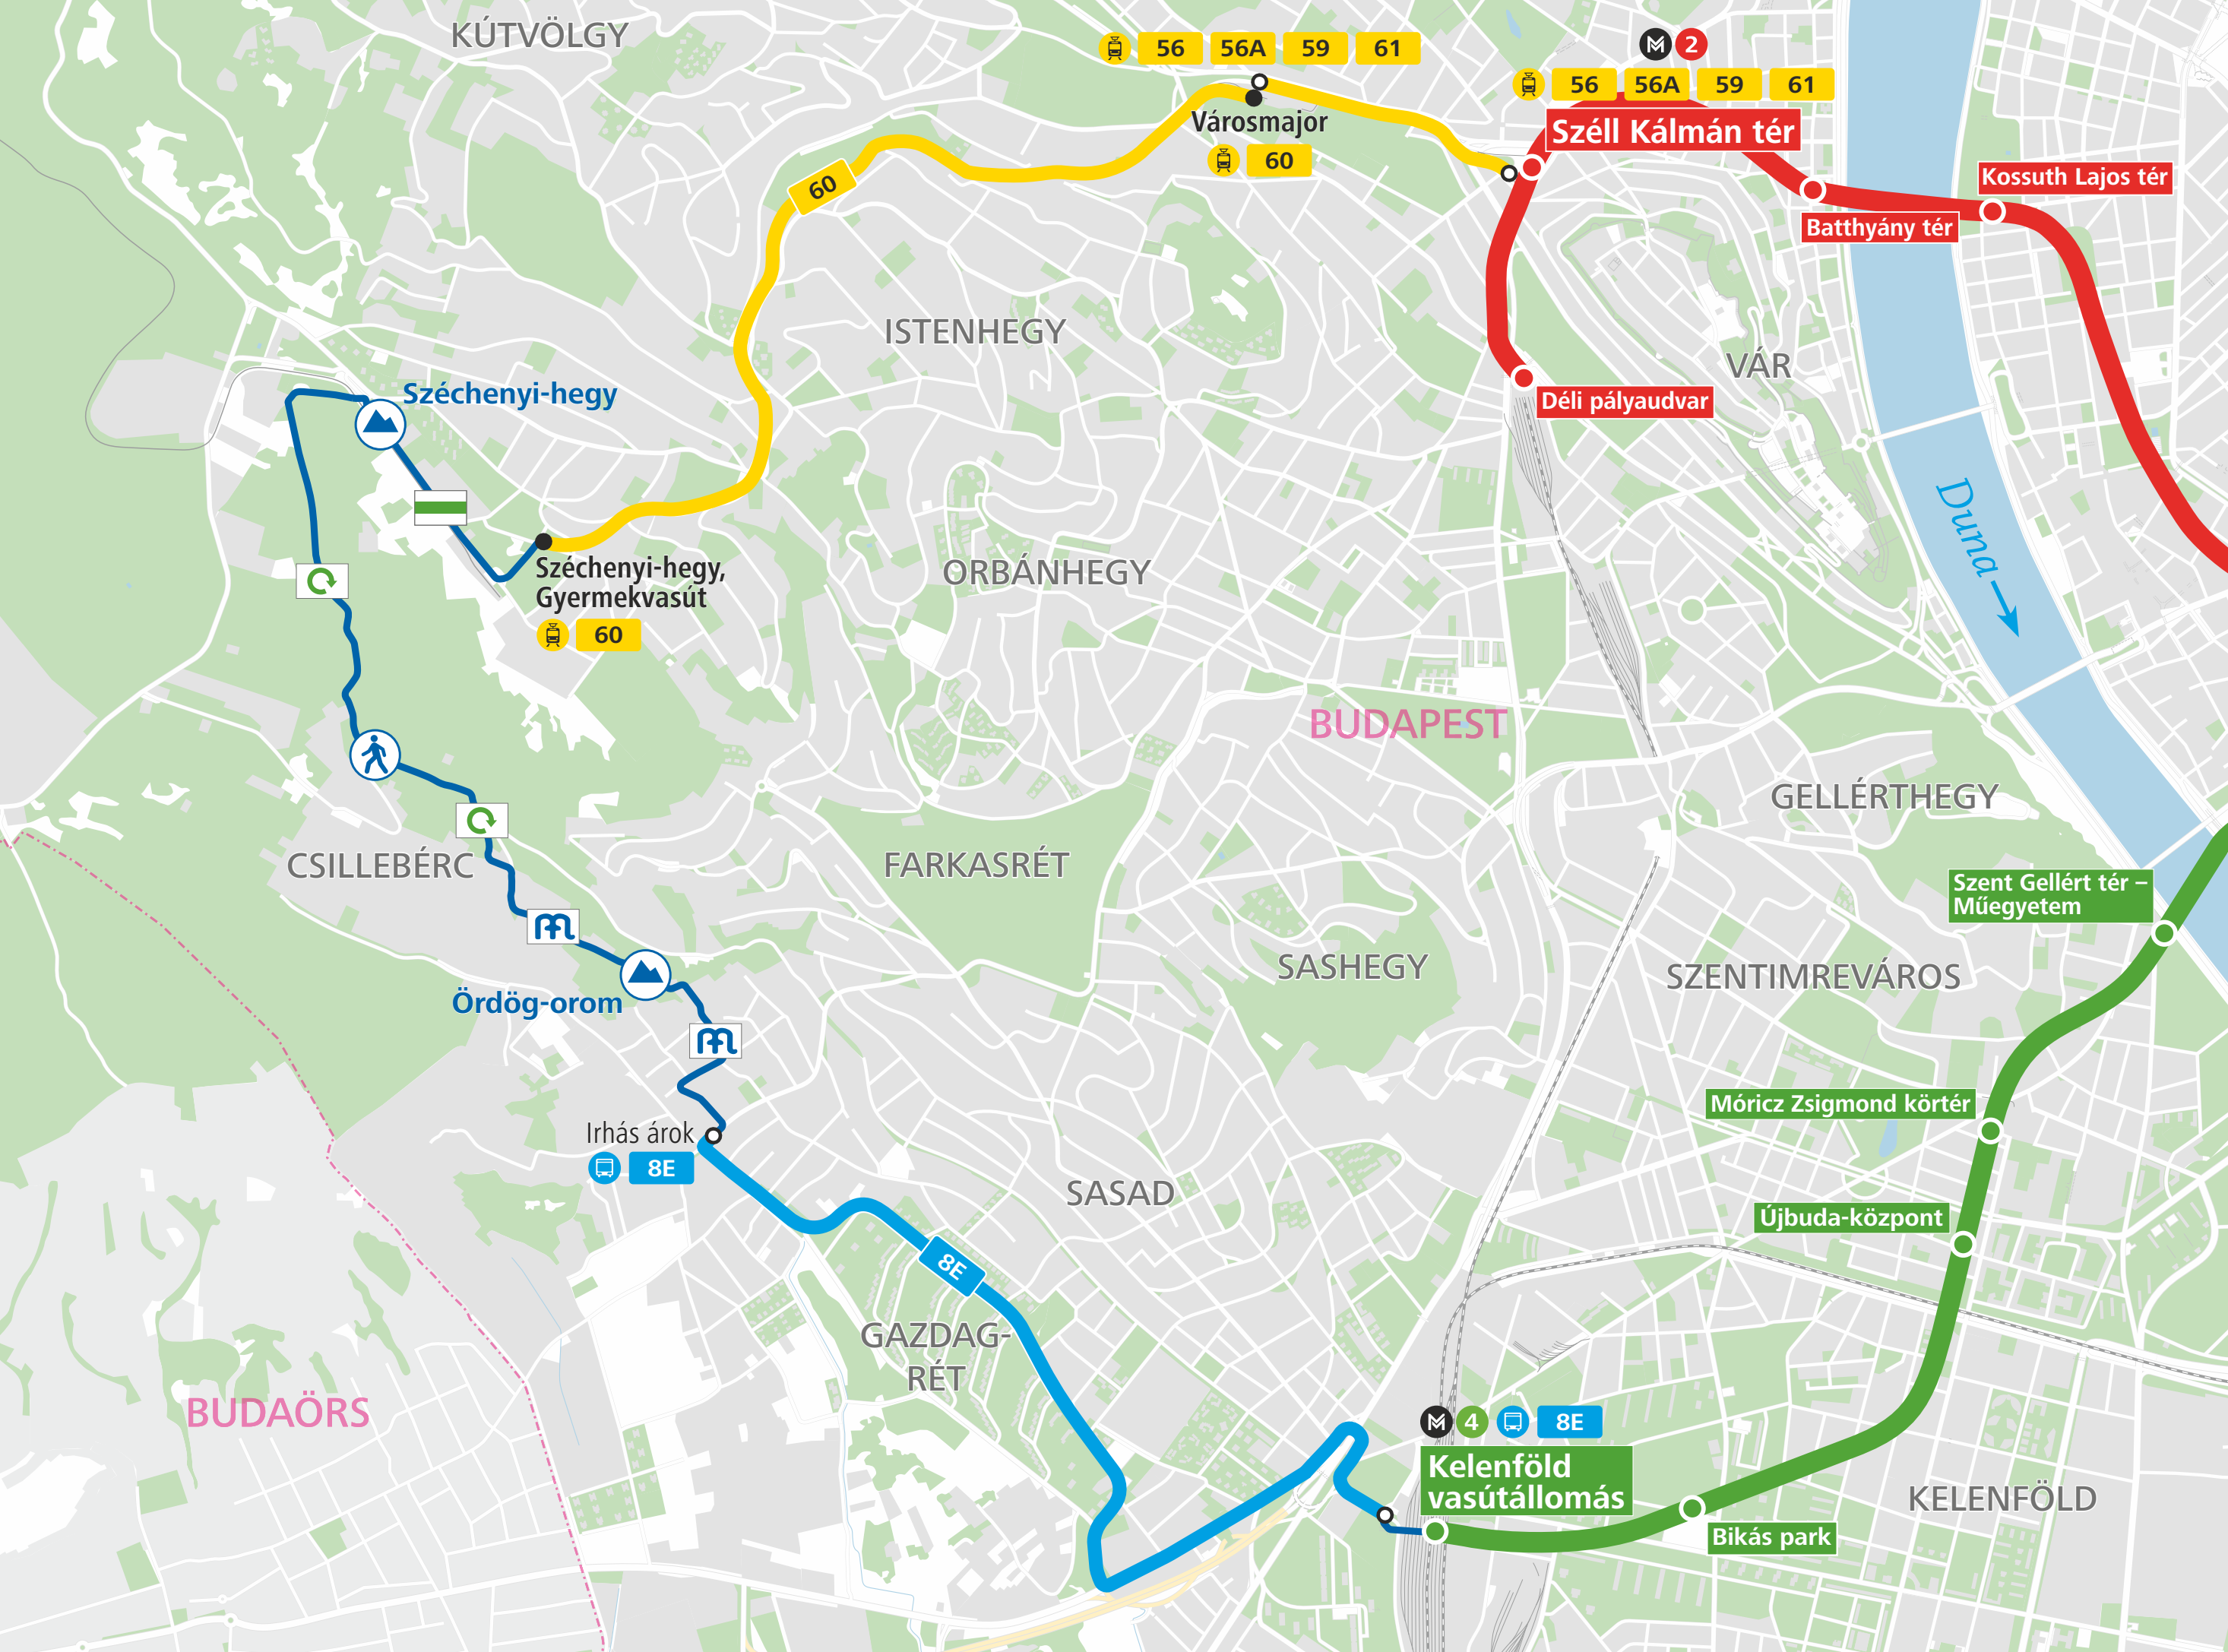 KÚTVÖLGY
56 56A 59 61
Városmajor
60
2
56 56A 59 61
Széll Kálmán tér
Kossuth Lajos tér
Batthyány tér
60
ISTENHEGY
VÁR
Déli pályaudvar
Széchenyi-hegy
Duna
Széchenyi-hegy,
Gyermekvasút
60
ORBÁNHEGY
BUDAPEST
GELLÉRTHEGY
CSILLEBÉRC
FARKASRÉT
Szent Gellért tér –
Műegyetem
SASHEGY
SZENTIMREVÁROS
Ördög-orom
Móricz Zsigmond körtér
Irhás árok
8E
SASAD
Újbuda-központ
8E
GAZDAG-
RÉT
BUDAÖRS
M 4 8E
Kelenföld
vasútállomás
KELENFÖLD
Bikás park